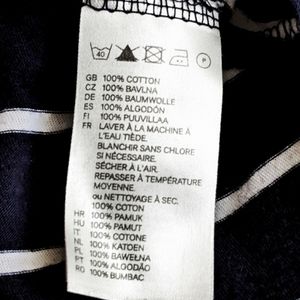 40
P
GB 100% COTTON
CZ 100% BAVLNA
DE 100% BAUMWOLLE
ES 100% ALGODÓN
FI 100% PUUVILLAA
FR LAVER À LA MACHINE À
L'EAU TIÈDE.
BLANCHIR SANS CHLORE
SI NÉCESSAIRE.
SÉCHER À L'AIR.
REPASSER À TEMPÉRATURE
MOYENNE.
ou NETTOYAGE À SEC.
100% COTON
HR 100% PAMUK
HU 100% PAMUT
IT 100% COTONE
NL 100% KATOEN
PL 100% BAWEŁNA
PT 100% ALGODÃO
RO 100% BUMBAC